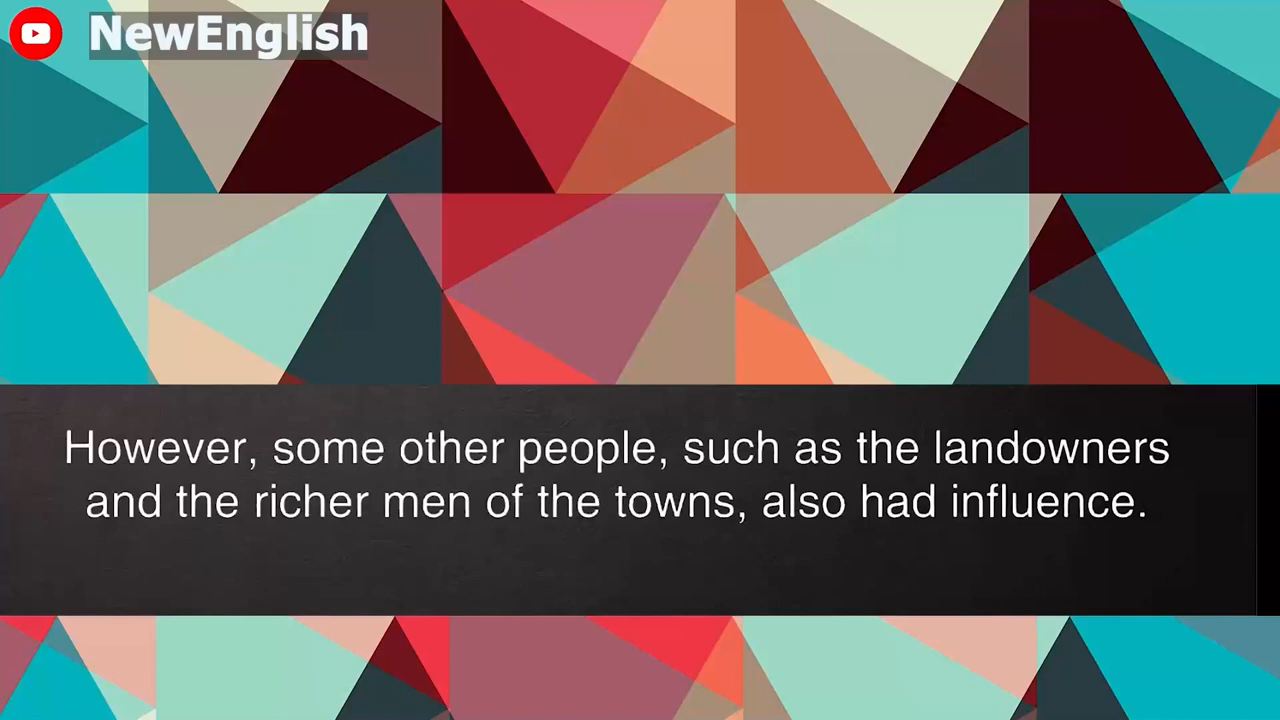 NewEnglish
However, some other people, such as the landowners
and the richer men of the towns, also had influence.